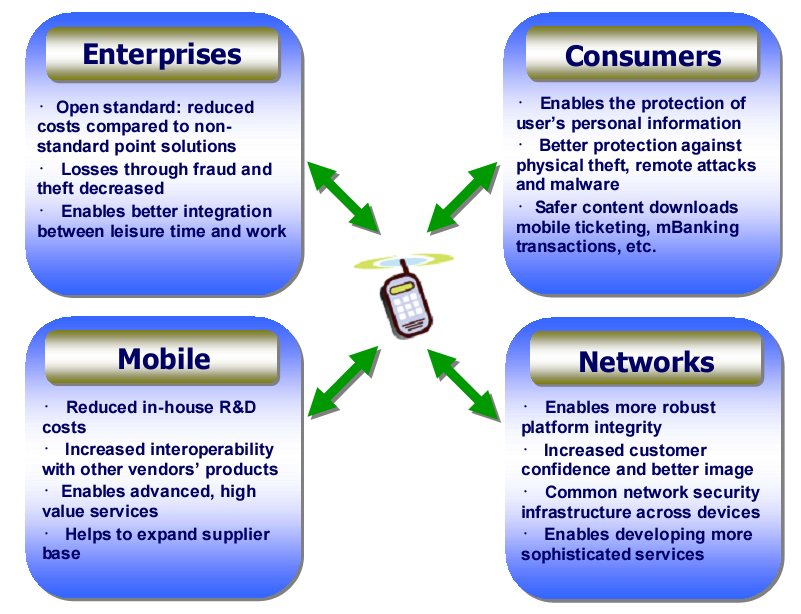 Enterprises
· Open standard: reduced
costs compared to non-
standard point solutions
· Losses through fraud and
theft decreased
· Enables better integration
between leisure time and work
Consumers
· Enables the protection of
user’s personal information
· Better protection against
physical theft, remote attacks
and malware
· Safer content downloads
mobile ticketing, mBanking
transactions, etc.
Mobile
· Reduced in-house R&D
costs
· Increased interoperability
with other vendors’ products
· Enables advanced, high
value services
· Helps to expand supplier
base
Networks
· Enables more robust
platform integrity
· Increased customer
confidence and better image
· Common network security
infrastructure across devices
· Enables developing more
sophisticated services